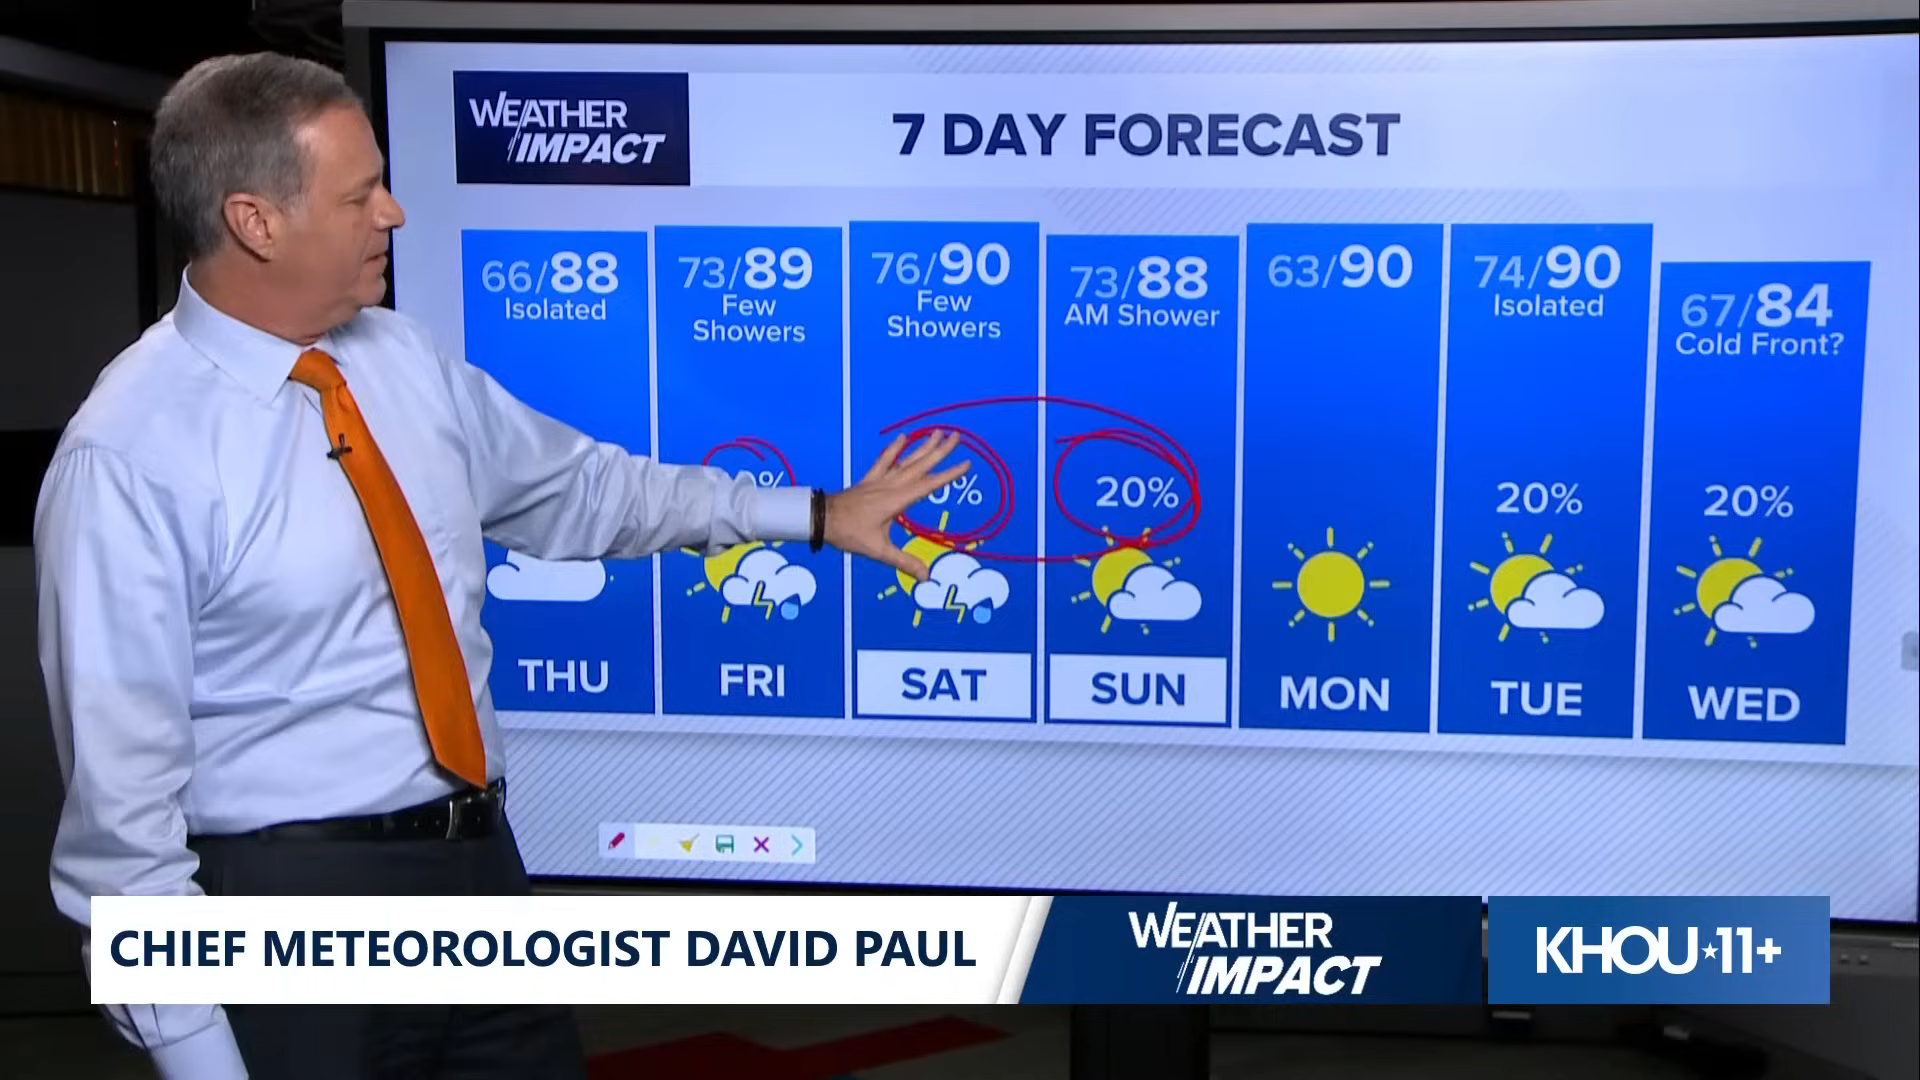 WEATHER
IMPACT
7 DAY FORECAST
66/88
Isolated
73/89
Few
Showers
76/90
Few
Showers
73/88
AM Shower
63/90
74/90
Isolated
67/84
Cold Front?
20%
20%
20%
THU
FRI
SAT
SUN
MON
TUE
WED
CHIEF METEOROLOGIST DAVID PAUL
WEATHER
IMPACT
KHOU★11+